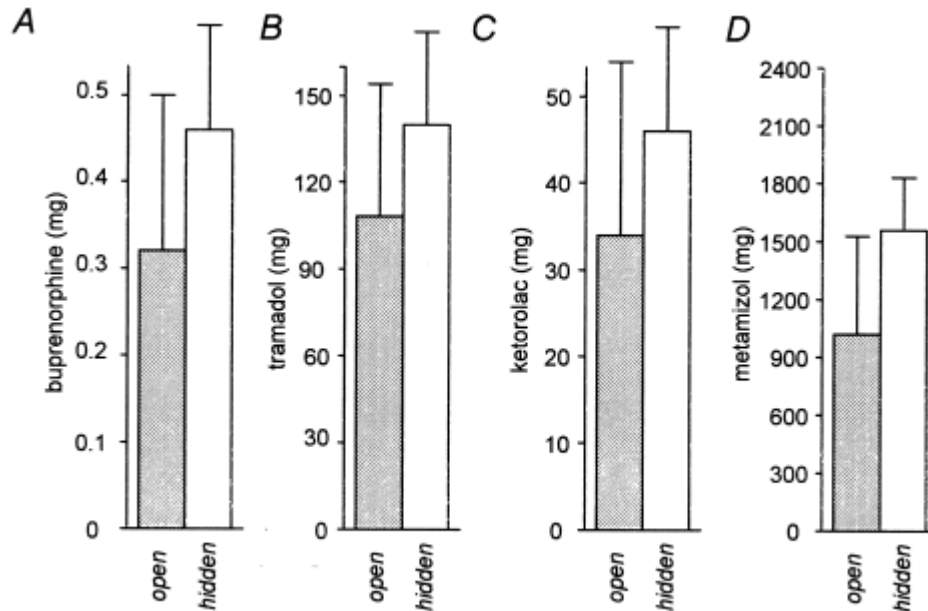 A
buprenorphine (mg)
0.5
0.4
0.3
0.2
0.1
0
open
hidden
B
tramadol (mg)
150
120
90
60
30
0
open
hidden
C
ketorolac (mg)
50
40
30
20
10
0
open
hidden
D
metamizol (mg)
2400
2100
1800
1500
1200
900
600
300
0
open
hidden